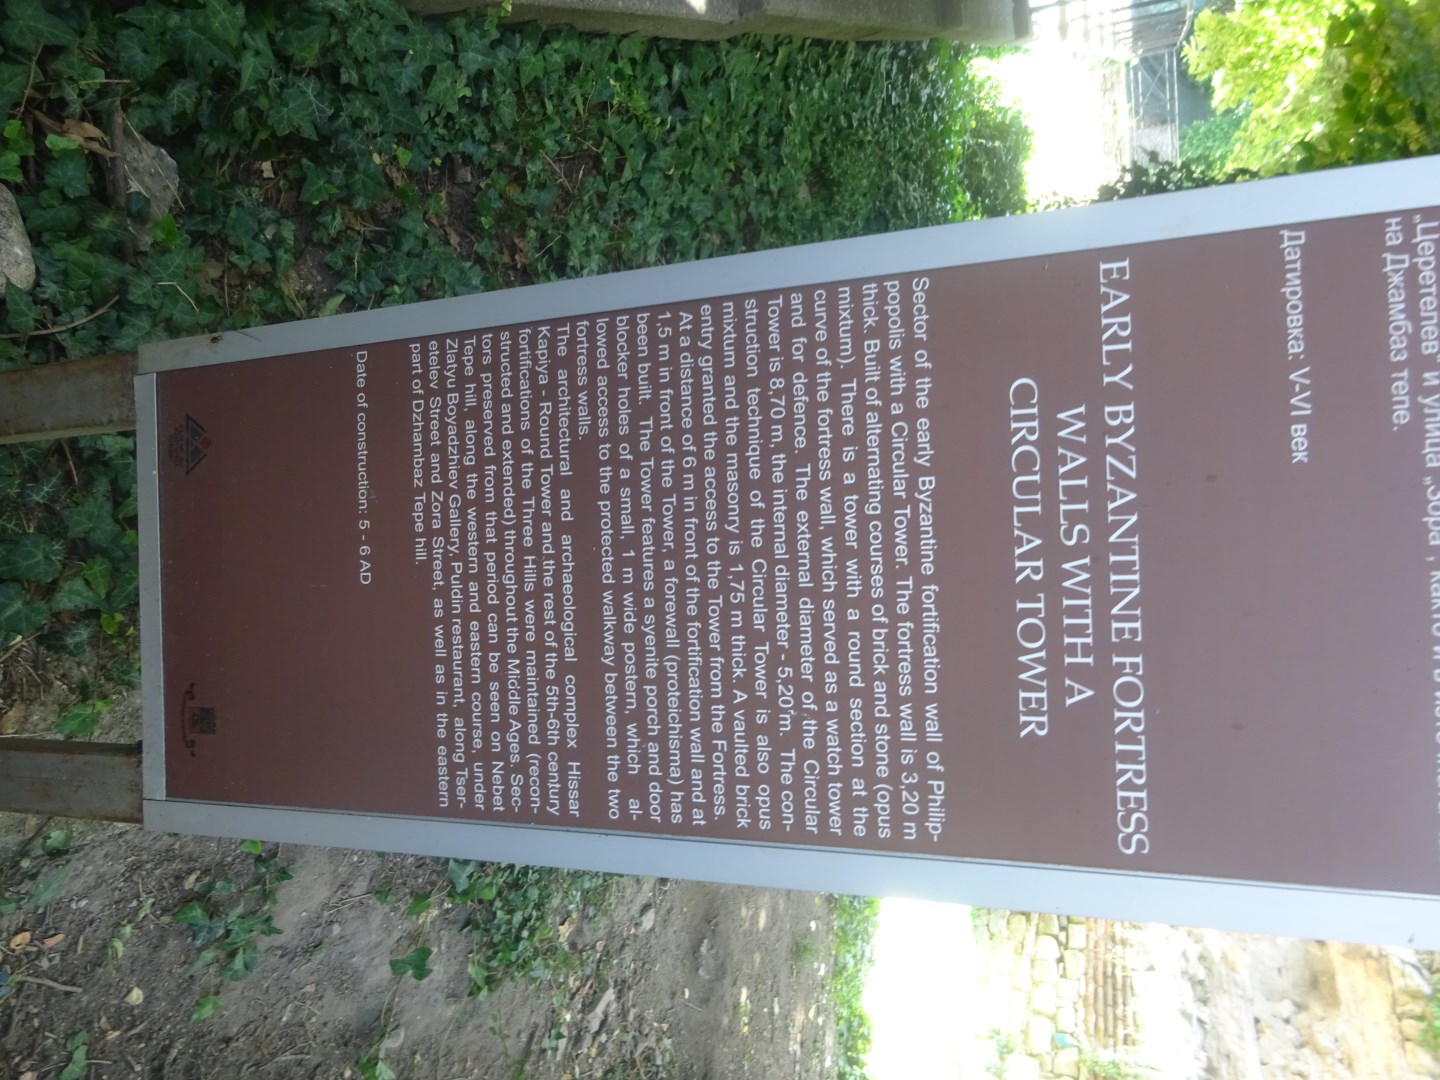 „Церетелев“ и улица „Зора“, както и в
на Джамбаз тепе.
Датировка: V-VI век
EARLY BYZANTINE FORTRESS
WALLS WITH A
CIRCULAR TOWER
Sector of the early Byzantine fortification wall of Philip-
popolis with a Circular Tower. The fortress wall is 3,20 m
thick. Built of alternating courses of brick and stone (opus
mixtum). There is a tower with a round section at the
curve of the fortress wall, which served as a watch tower
and for defence. The external diameter of the Circular
Tower is 8,70 m, the internal diameter - 5,20 m. The con-
struction technique of the Circular Tower is also opus
mixtum and the masonry is 1,75 m thick. A vaulted brick
entry granted the access to the Tower from the Fortress.
At a distance of 6 m in front of the fortification wall and at
1,5 m in front of the Tower, a forewall (proteichisma) has
been built. The Tower features a syenite porch and door
blocker holes of a small, 1 m wide postern, which al-
lowed access to the protected walkway between the two
fortress walls.
The architectural and archaeological complex Hissar
Kapiya - Round Tower and the rest of the 5th-6th century
fortifications of the Three Hills were maintained (recon-
structed and extended) throughout the Middle Ages. Sec-
tors preserved from that period can be seen on Nebet
Tepe hill, along the western and eastern course, under
Zlatyu Boyadzhiev Gallery, Puldin restaurant, along Tser-
etelev Street and Zora Street, as well as in the eastern
part of Dzhambaz Tepe hill.
Date of construction: 5 - 6 AD